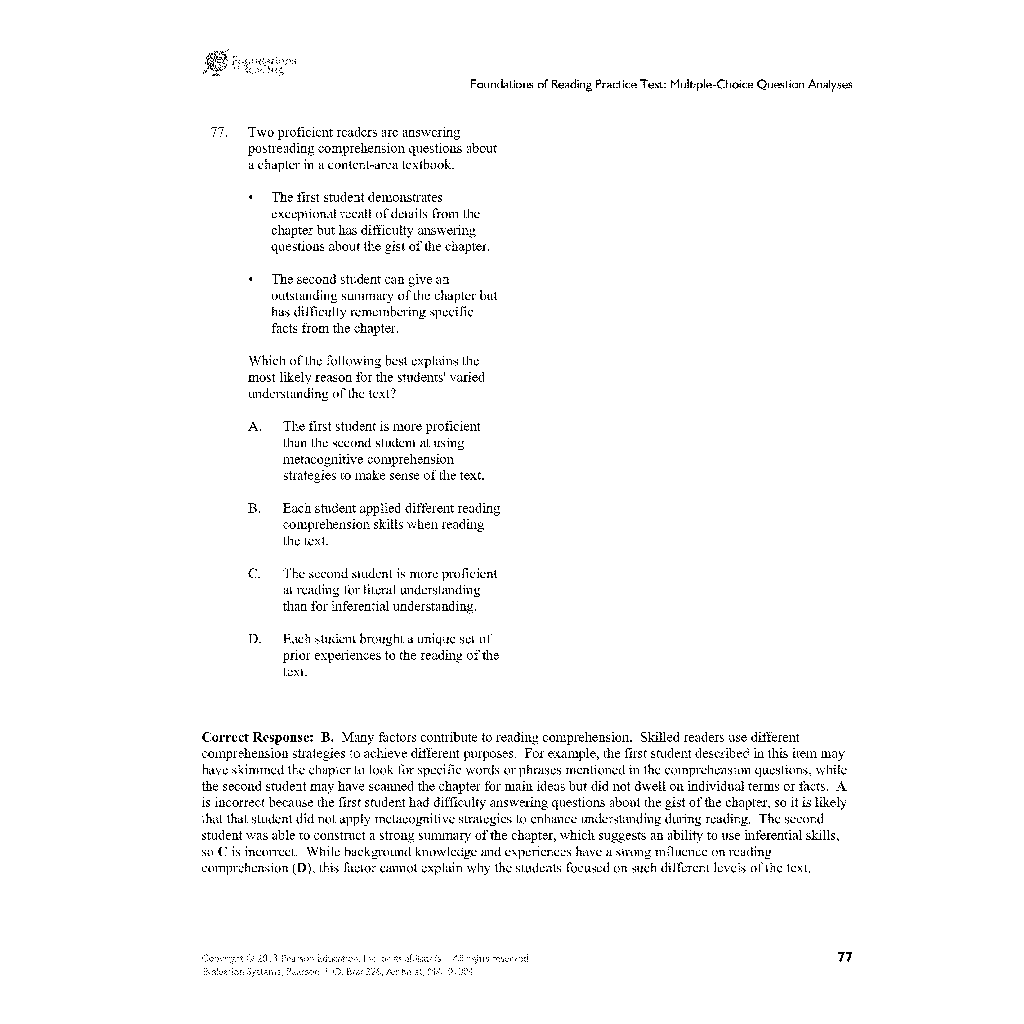 Foundations
of Reading
Foundations of Reading Practice Test: Multiple-Choice Question Analyses
77. Two proficient readers are answering
postreading comprehension questions about
a chapter in a content-area textbook.
• The first student demonstrates
exceptional recall of details from the
chapter but has difficulty answering
questions about the gist of the chapter.
• The second student can give an
outstanding summary of the chapter but
has difficulty remembering specific
facts from the chapter.
Which of the following best explains the
most likely reason for the students' varied
understanding of the text?
A. The first student is more proficient
than the second student at using
metacognitive comprehension
strategies to make sense of the text.
B. Each student applied different reading
comprehension skills when reading
the text.
C. The second student is more proficient
at reading for literal understanding
than for inferential understanding.
D. Each student brought a unique set of
prior experiences to the reading of the
text.
Correct Response: B. Many factors contribute to reading comprehension. Skilled readers use different
comprehension strategies to achieve different purposes. For example, the first student described in this item may
have skimmed the chapter to look for specific words or phrases mentioned in the comprehension questions, while
the second student may have scanned the chapter for main ideas but did not dwell on individual terms or facts. A
is incorrect because the first student had difficulty answering questions about the gist of the chapter, so it is likely
that that student did not apply metacognitive strategies to enhance understanding during reading. The second
student was able to construct a strong summary of the chapter, which suggests an ability to use inferential skills,
so C is incorrect. While background knowledge and experiences have a strong influence on reading
comprehension (D), this factor cannot explain why the students focused on such different levels of the text.
Copyright © 2013 Pearson Education, Inc. or its affiliate(s). All rights reserved.
Evaluation Systems, Pearson, P.O. Box 226, Amherst, MA 01004
77